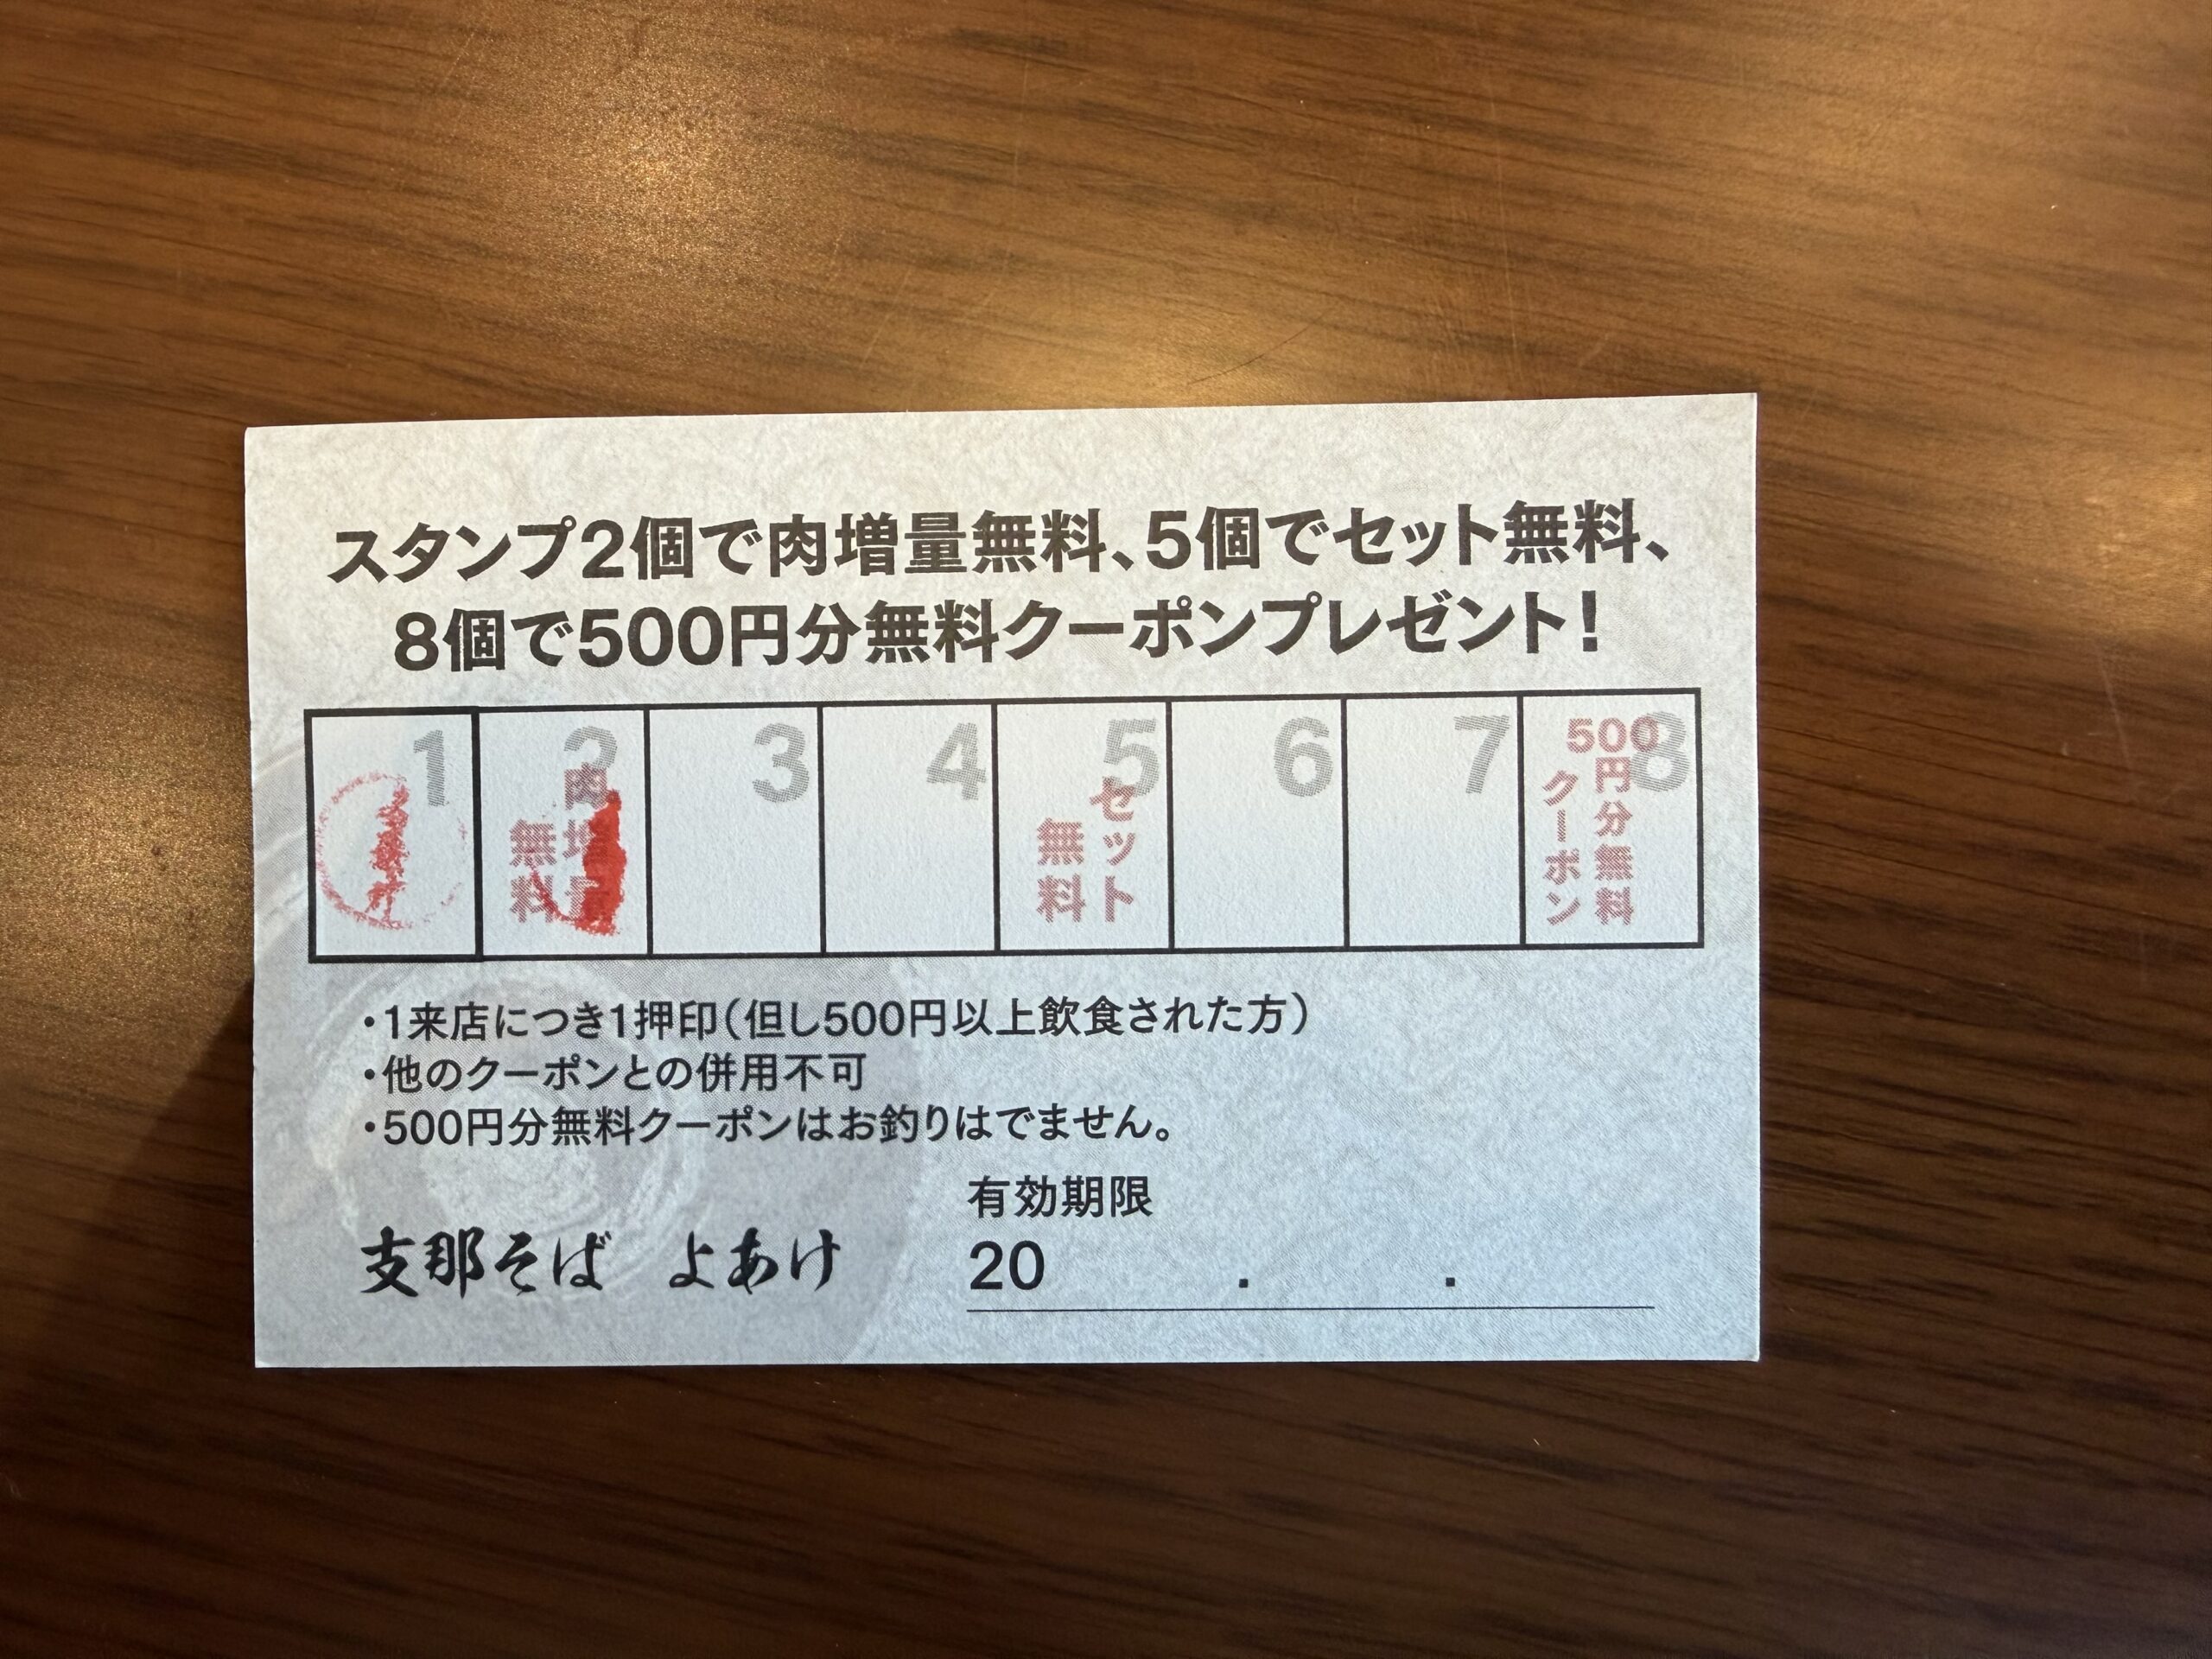 スタンプ2個で肉増量無料、5個でセット無料、
8個で500円分無料クーポンプレゼント!
1
2
肉増量
無料
3
4
5
セット
無料
6
7
8
500円分無料
クーポン
・1来店につき1押印(但し500円以上飲食された方)
・他のクーポンとの併用不可
・500円分無料クーポンはお釣りはでません。
有効期限
20 . .
支那そば よあけ